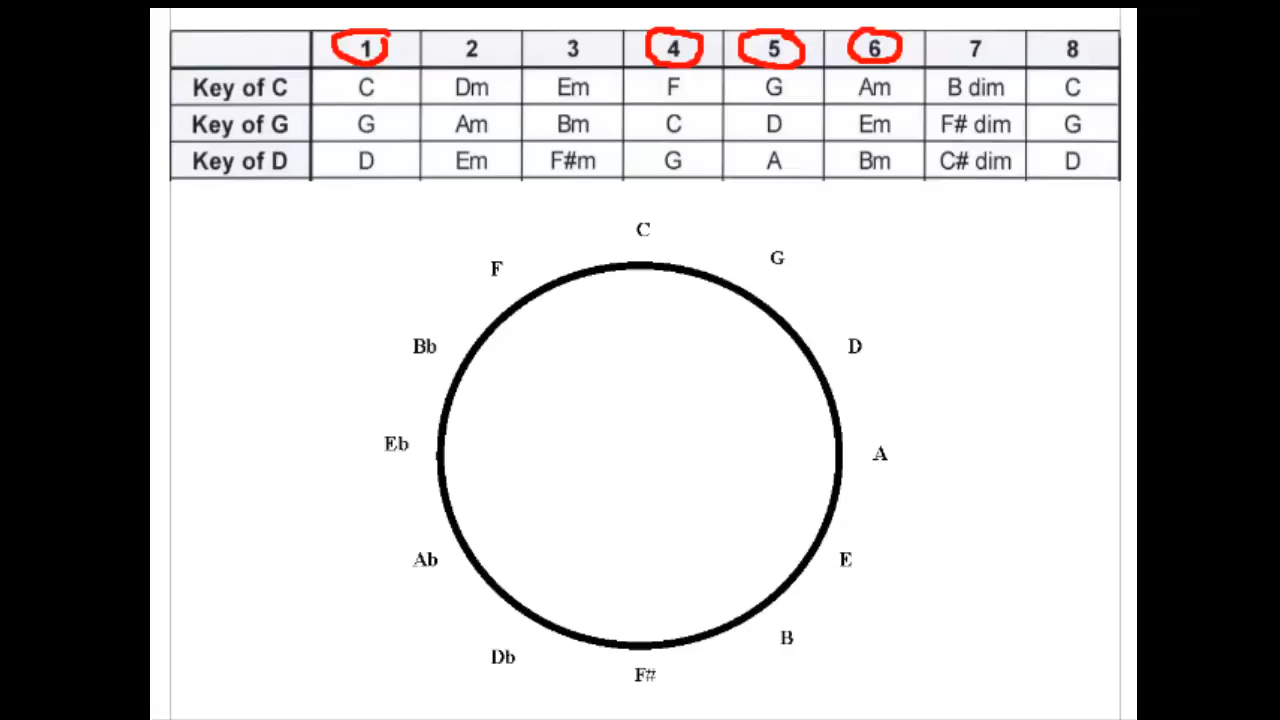 1 2 3 4 5 6 7 8
Key of C C Dm Em F G Am B dim C
Key of G G Am Bm C D Em F# dim G
Key of D D Em F#m G A Bm C# dim D
C
G
F
D
Bb
A
Eb
E
Ab
B
Db
F#